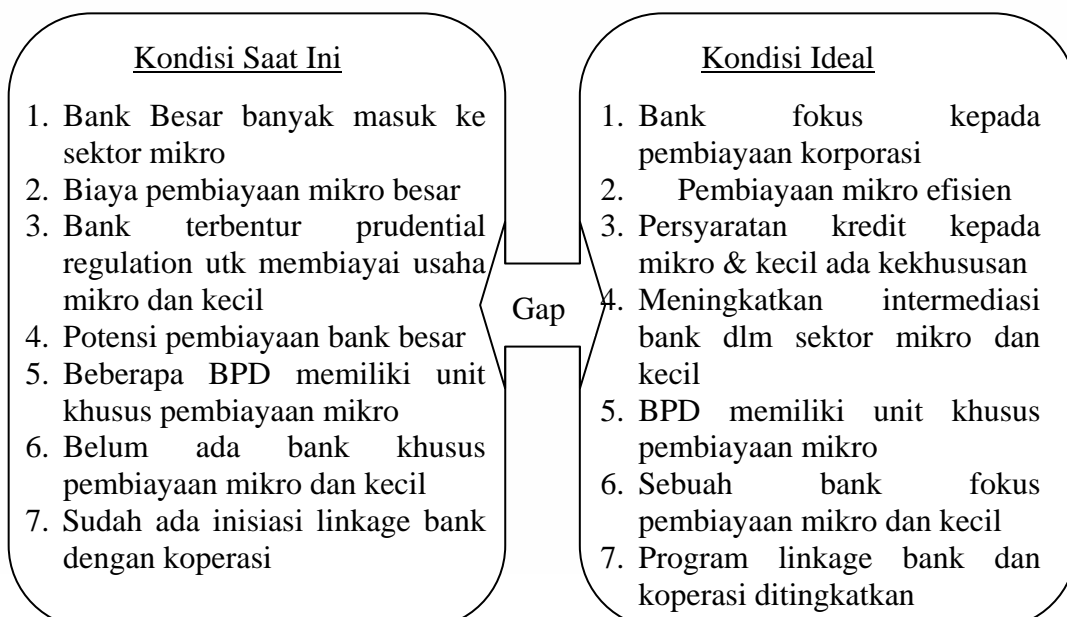 Kondisi Saat Ini
1. Bank Besar banyak masuk ke
sektor mikro
2. Biaya pembiayaan mikro besar
3. Bank terbentur prudential
regulation utk membiayai usaha
mikro dan kecil
4. Potensi pembiayaan bank besar
5. Beberapa BPD memiliki unit
khusus pembiayaan mikro
6. Belum ada bank khusus
pembiayaan mikro dan kecil
7. Sudah ada inisiasi linkage bank
dengan koperasi
Gap
Kondisi Ideal
1. Bank fokus kepada
pembiayaan korporasi
2. Pembiayaan mikro efisien
3. Persyaratan kredit kepada
mikro & kecil ada kekhususan
4. Meningkatkan intermediasi
bank dlm sektor mikro dan
kecil
5. BPD memiliki unit khusus
pembiayaan mikro
6. Sebuah bank fokus
pembiayaan mikro dan kecil
7. Program linkage bank dan
koperasi ditingkatkan